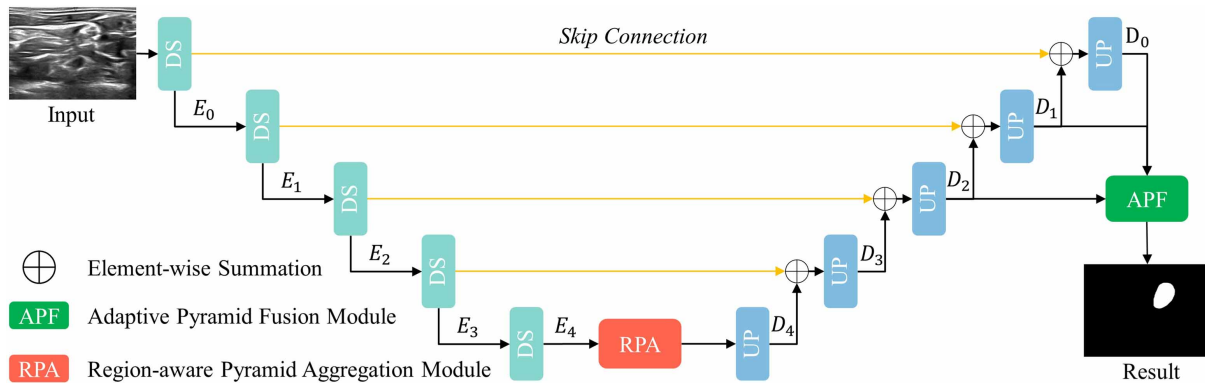 DS
Skip Connection
UP
D0
Input
E0
DS
D1
UP
E1
DS
D2
UP
APF
E2
DS
D3
UP
Element-wise Summation
APF
Adaptive Pyramid Fusion Module
E3
DS
E4
RPA
UP
D4
RPA
Region-aware Pyramid Aggregation Module
Result